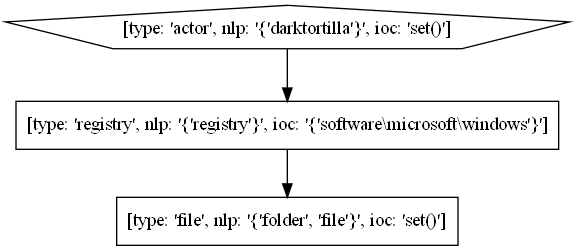 [type: 'actor', nlp: '{'darktortilla'}', ioc: 'set()']
[type: 'registry', nlp: '{'registry'}', ioc: '{'software\microsoft\windows'}']
[type: 'file', nlp: '{'folder', 'file'}', ioc: 'set()']